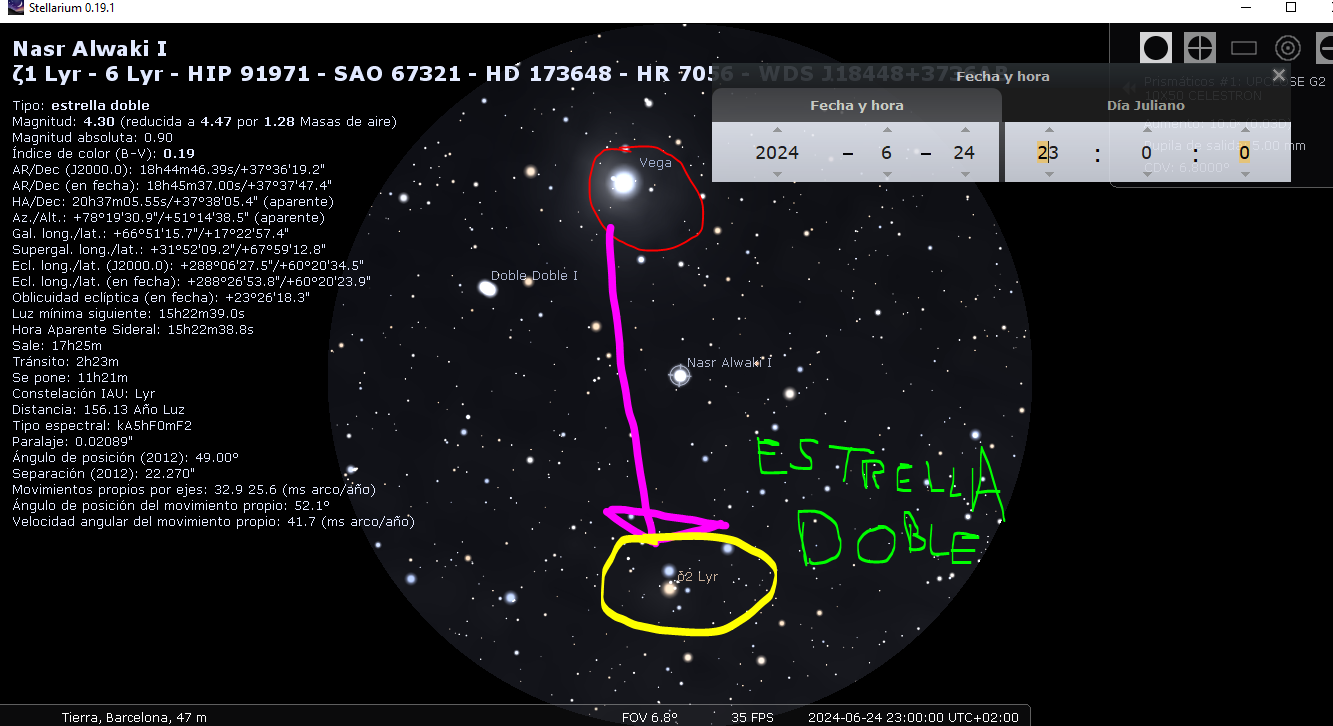 Stellarium 0.19.1
Nasr Alwaki I
ζ1 Lyr - 6 Lyr - HIP 91971 - SAO 67321 - HD 173648 - HR 7056 - WDS J18448+3736AB
Fecha y hora
Fecha y hora
Día Juliano
2024 - 6 - 24
23 : 0 : 0
Prismáticos #1: UPCLOSE G2
10X50 CELESTRON
Pupila de salida: 5.00 mm
CDV: 6.8000°
Tipo: estrella doble
Magnitud: 4.30 (reducida a 4.47 por 1.28 Masas de aire)
Magnitud absoluta: 0.90
Índice de color (B-V): 0.19
AR/Dec (J2000.0): 18h44m46.39s/+37°36'19.2"
AR/Dec (en fecha): 18h45m37.00s/+37°37'47.4"
HA/Dec: 20h37m05.55s/+37°38'05.4" (aparente)
Az./Alt.: +78°19'30.9"/+51°14'38.5" (aparente)
Gal. long./lat.: +66°51'15.7"/+17°22'57.4"
Supergal. long./lat.: +31°52'09.2"/+67°59'12.8"
Ecl. long./lat. (J2000.0): +288°06'27.5"/+60°20'34.5"
Ecl. long./lat. (en fecha): +288°26'53.8"/+60°20'23.9"
Oblicuidad eclíptica (en fecha): +23°26'18.3"
Luz mínima siguiente: 15h22m39.0s
Hora Aparente Sideral: 15h22m38.8s
Sale: 17h25m
Tránsito: 2h23m
Se pone: 11h21m
Constelación IAU: Lyr
Distancia: 156.13 Año Luz
Tipo espectral: kA5hF0mF2
Paralaje: 0.02089"
Ángulo de posición (2012): 49.00°
Separación (2012): 22.270"
Movimientos propios por ejes: 32.9 25.6 (ms arco/año)
Ángulo de posición del movimiento propio: 52.1°
Velocidad angular del movimiento propio: 41.7 (ms arco/año)
Vega
Doble Doble I
Nasr Alwaki I
ESTRELLA
DOBLE
δ2 Lyr
Tierra, Barcelona, 47 m
FOV 6.8°
35 FPS
2024-06-24 23:00:00 UTC+02:00